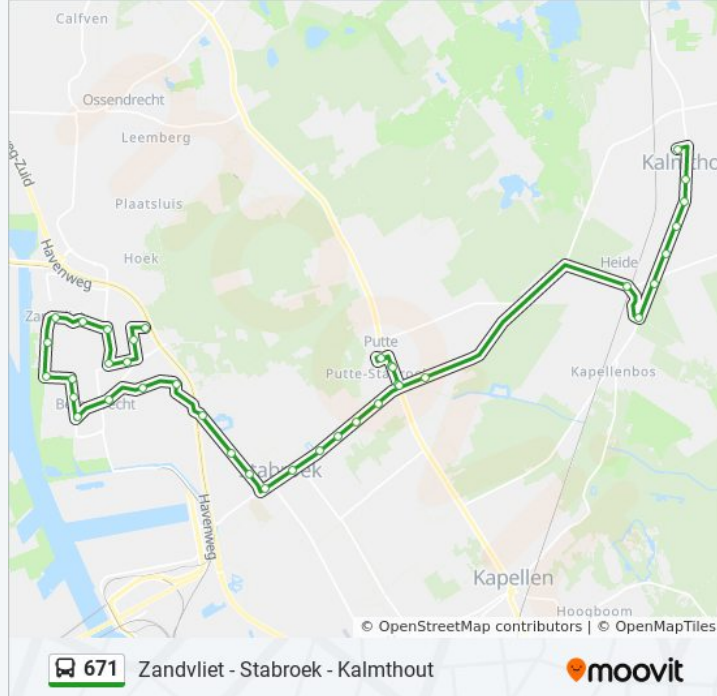 Calfven
Ossendrecht
Leemberg
Plaatsluis
Hoek
Havenweg
Heide
Putte
Kapellenbos
Stabroek
Havenweg
Kapellen
Hoogboom
© OpenStreetMap contributors | © OpenMapTiles
671 Zandvliet - Stabroek - Kalmthout
moovit